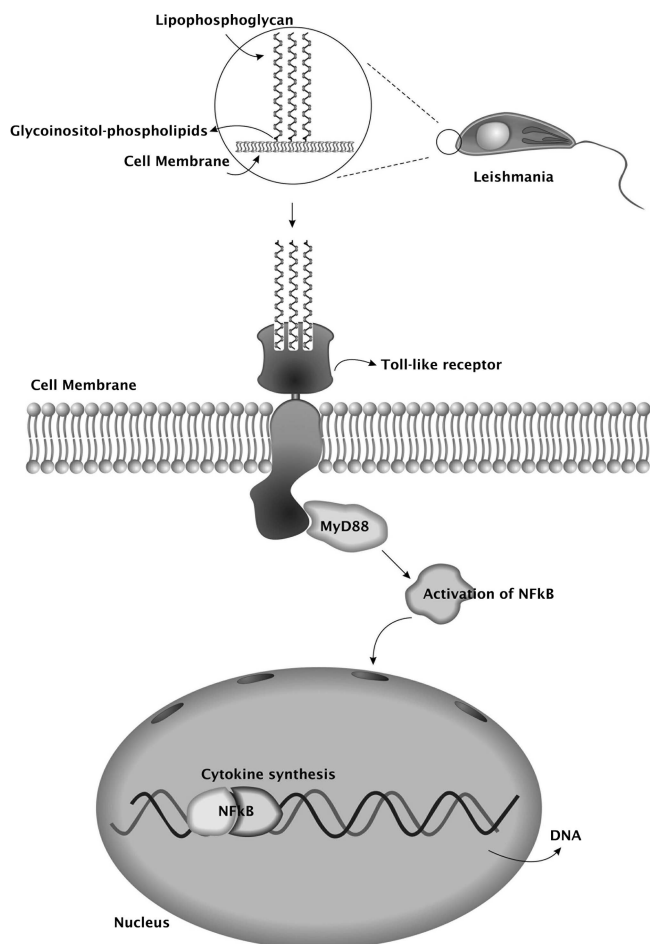 Lipophosphoglycan
Glycoinositol-phospholipids
Cell Membrane
Leishmania
Toll-like receptor
Cell Membrane
MyD88
Activation of NFkB
Cytokine synthesis
NFkB
DNA
Nucleus